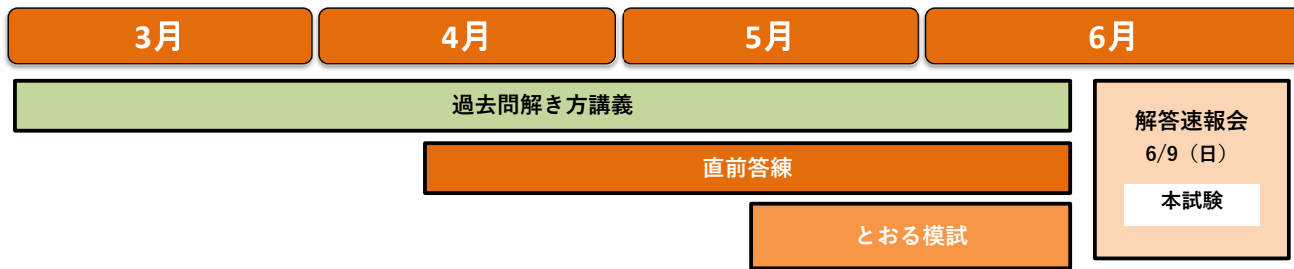 3月
4月
5月
6月
過去問解き方講義
直前答練
とおる模試
解答速報会
6/9（日）
本試験